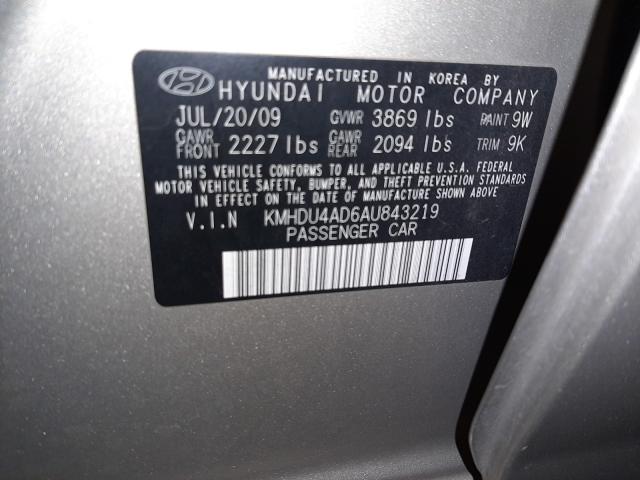 MANUFACTURED IN KOREA BY
HYUNDAI MOTOR COMPANY
JUL/20/09 GVWR 3869 lbs PAINT 9W
GAWR FRONT 2227 lbs GAWR REAR 2094 lbs TRIM 9K
THIS VEHICLE CONFORMS TO ALL APPLICABLE U.S.A. FEDERAL
MOTOR VEHICLE SAFETY, BUMPER, AND THEFT PREVENTION STANDARDS
IN EFFECT ON THE DATE OF MANUFACTURE SHOWN ABOVE
V.I.N KMHDU4AD6AU843219
PASSENGER CAR